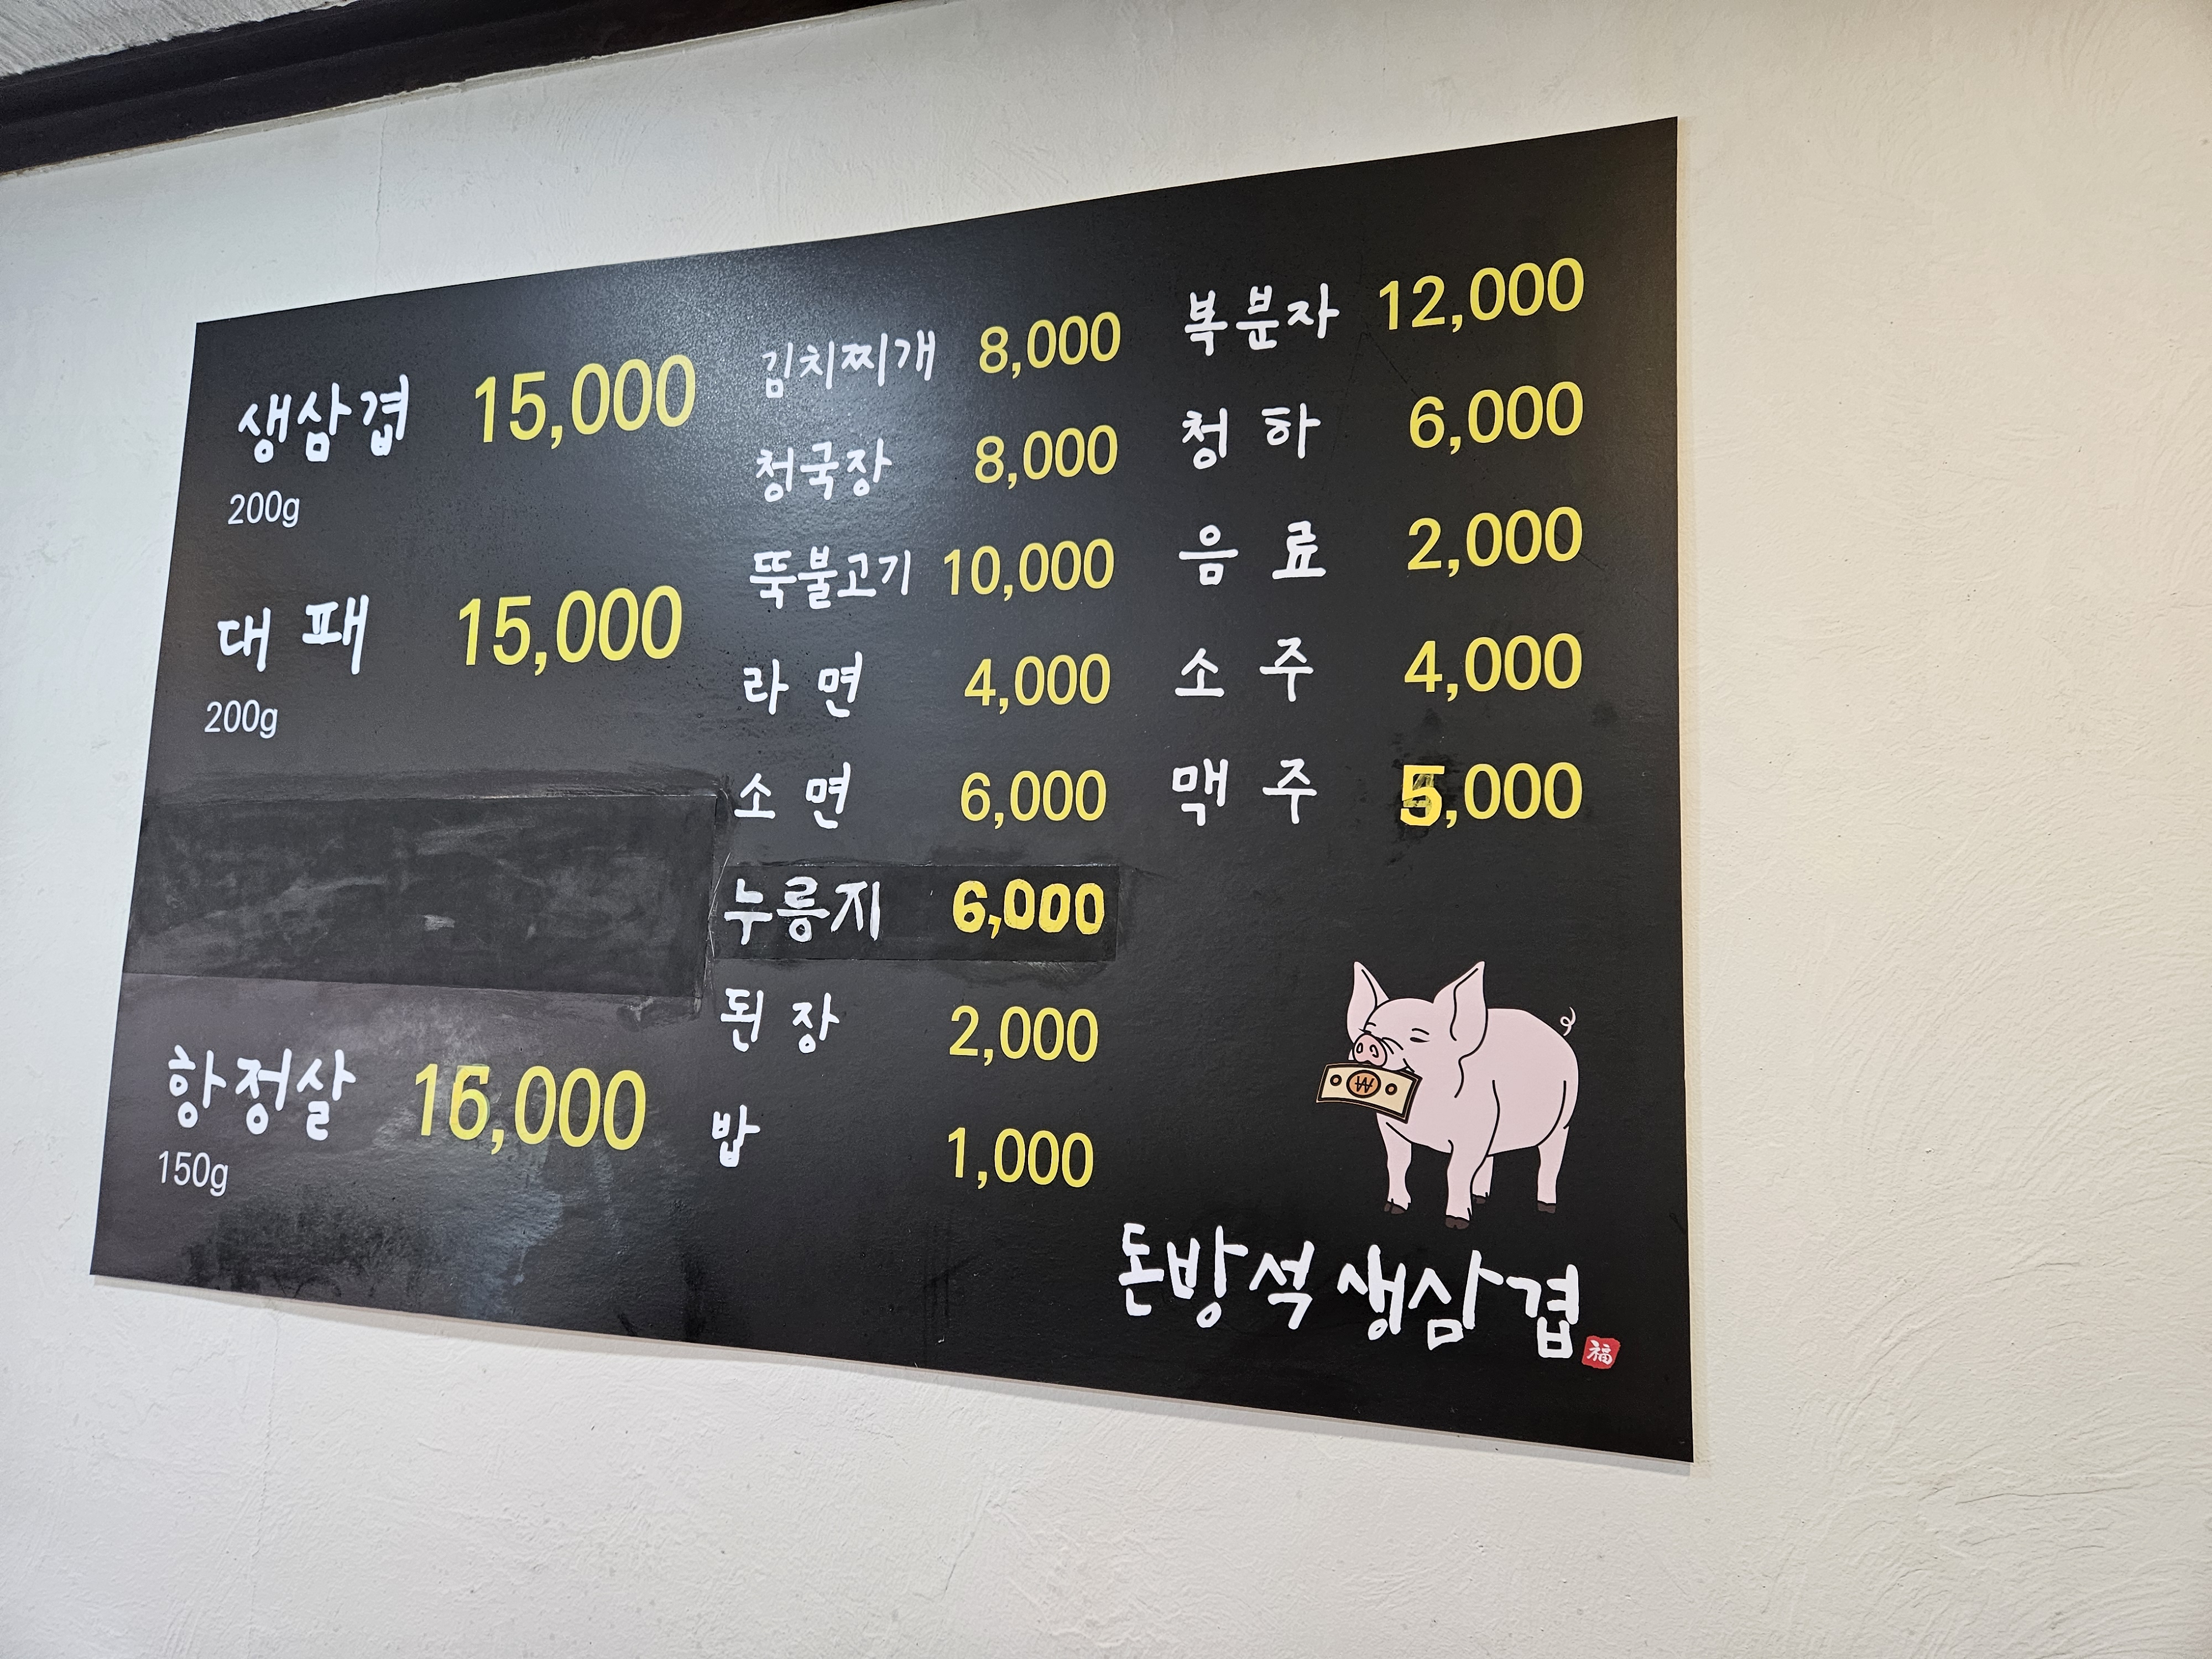 생삼겹 15,000
200g
대패 15,000
200g
항정살 16,000
150g
김치찌개 8,000
청국장 8,000
뚝불고기 10,000
라면 4,000
소면 6,000
누룽지 6,000
된장 2,000
밥 1,000
복분자 12,000
청하 6,000
음료 2,000
소주 4,000
맥주 5,000
₩
돈방석 생삼겹
福